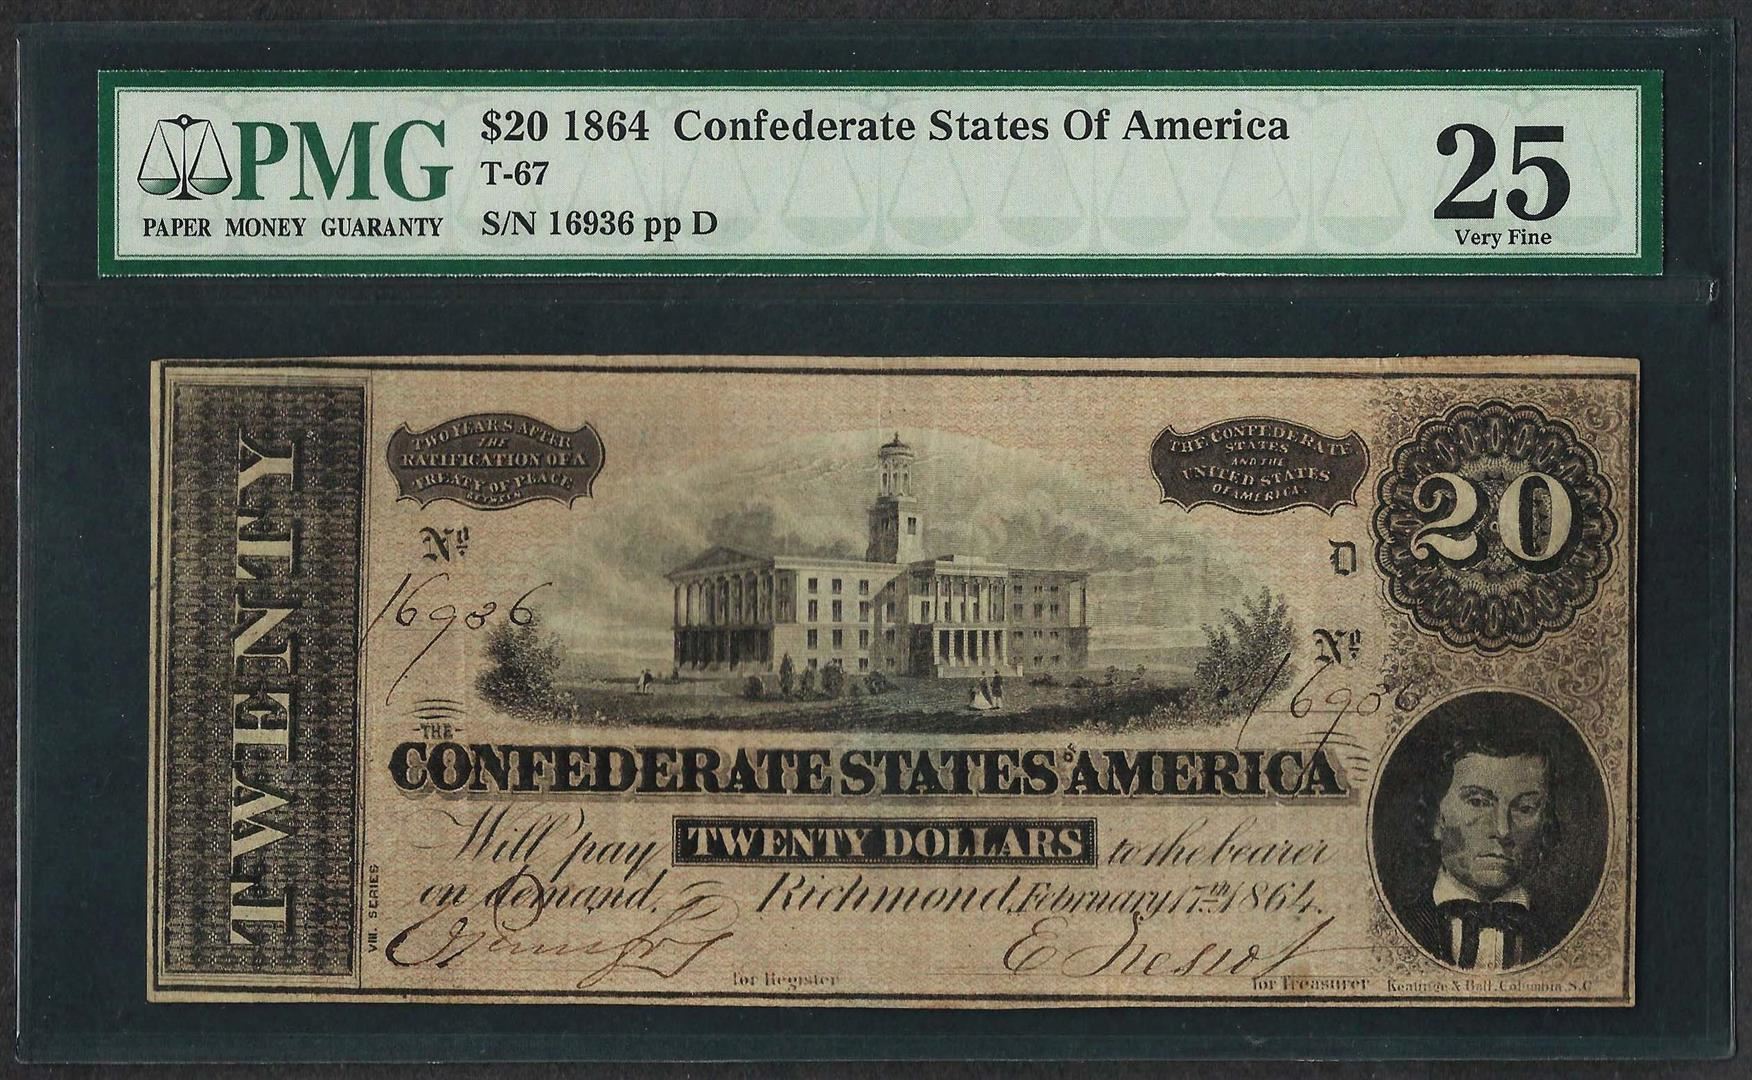 PMG
PAPER MONEY GUARANTY
$20 1864 Confederate States Of America
T-67
S/N 16936 pp D
25
Very Fine
TWENTY
TWO YEARS AFTER
THE
RATIFICATION OF A
TREATY OF PEACE
BETWEEN
THE CONFEDERATE
STATES
AND THE
UNITED STATES
OF AMERICA.
20
No
16936
D
No
16936
-THE-
CONFEDERATE STATES OF AMERICA
Will pay TWENTY DOLLARS to the bearer
on demand. Richmond, February 17th 1864.
VIII. SERIES
for Register
for Treasurer
Keatinge & Ball, Columbia, S.C.